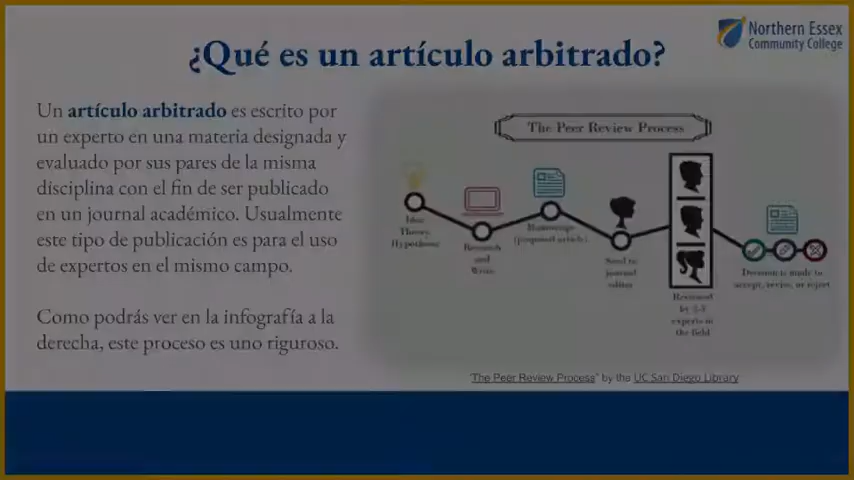 Northern Essex
Community College
¿Qué es un artículo arbitrado?
Un artículo arbitrado es escrito por
un experto en una materia designada y
evaluado por sus pares de la misma
disciplina con el fin de ser publicado
en un journal académico. Usualmente
este tipo de publicación es para el uso
de expertos en el mismo campo.
Como podrás ver en la infografía a la
derecha, este proceso es uno riguroso.
The Peer Review Process
Idea
Theory
Hypothesis
Research
and
Write
Manuscript
(proposed article)
Send to
journal
editor
Reviewed
by 2-3
experts in
the field
Decision is made to
accept, revise, or reject
"The Peer Review Process" by the UC San Diego Library